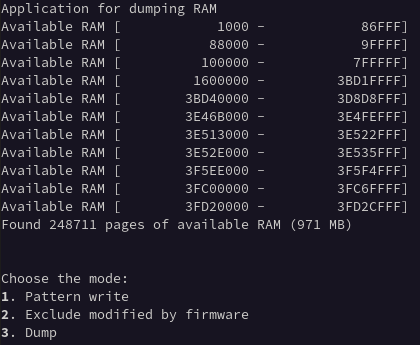 Application for dumping RAM
Available RAM [ 1000 - 86FFF]
Available RAM [ 88000 - 9FFFF]
Available RAM [ 100000 - 7FFFFF]
Available RAM [ 1600000 - 3BD1FFFF]
Available RAM [ 3BD40000 - 3D8D8FFF]
Available RAM [ 3E46B000 - 3E4FEFFF]
Available RAM [ 3E513000 - 3E522FFF]
Available RAM [ 3E52E000 - 3E535FFF]
Available RAM [ 3F5EE000 - 3F5F4FFF]
Available RAM [ 3FC00000 - 3FC6FFFF]
Available RAM [ 3FD20000 - 3FD2CFFF]
Found 248711 pages of available RAM (971 MB)
Choose the mode:
1. Pattern write
2. Exclude modified by firmware
3. Dump